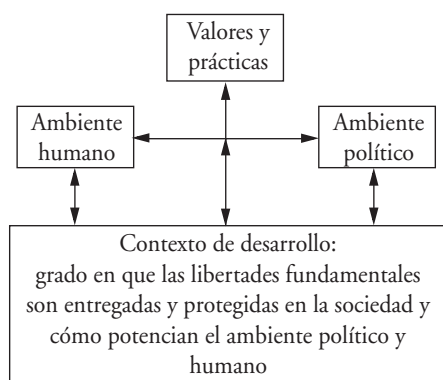 Valores y
prácticas
Ambiente
humano
Ambiente
político
Contexto de desarrollo:
grado en que las libertades fundamentales
son entregadas y protegidas en la sociedad y
cómo potencian el ambiente político y
humano